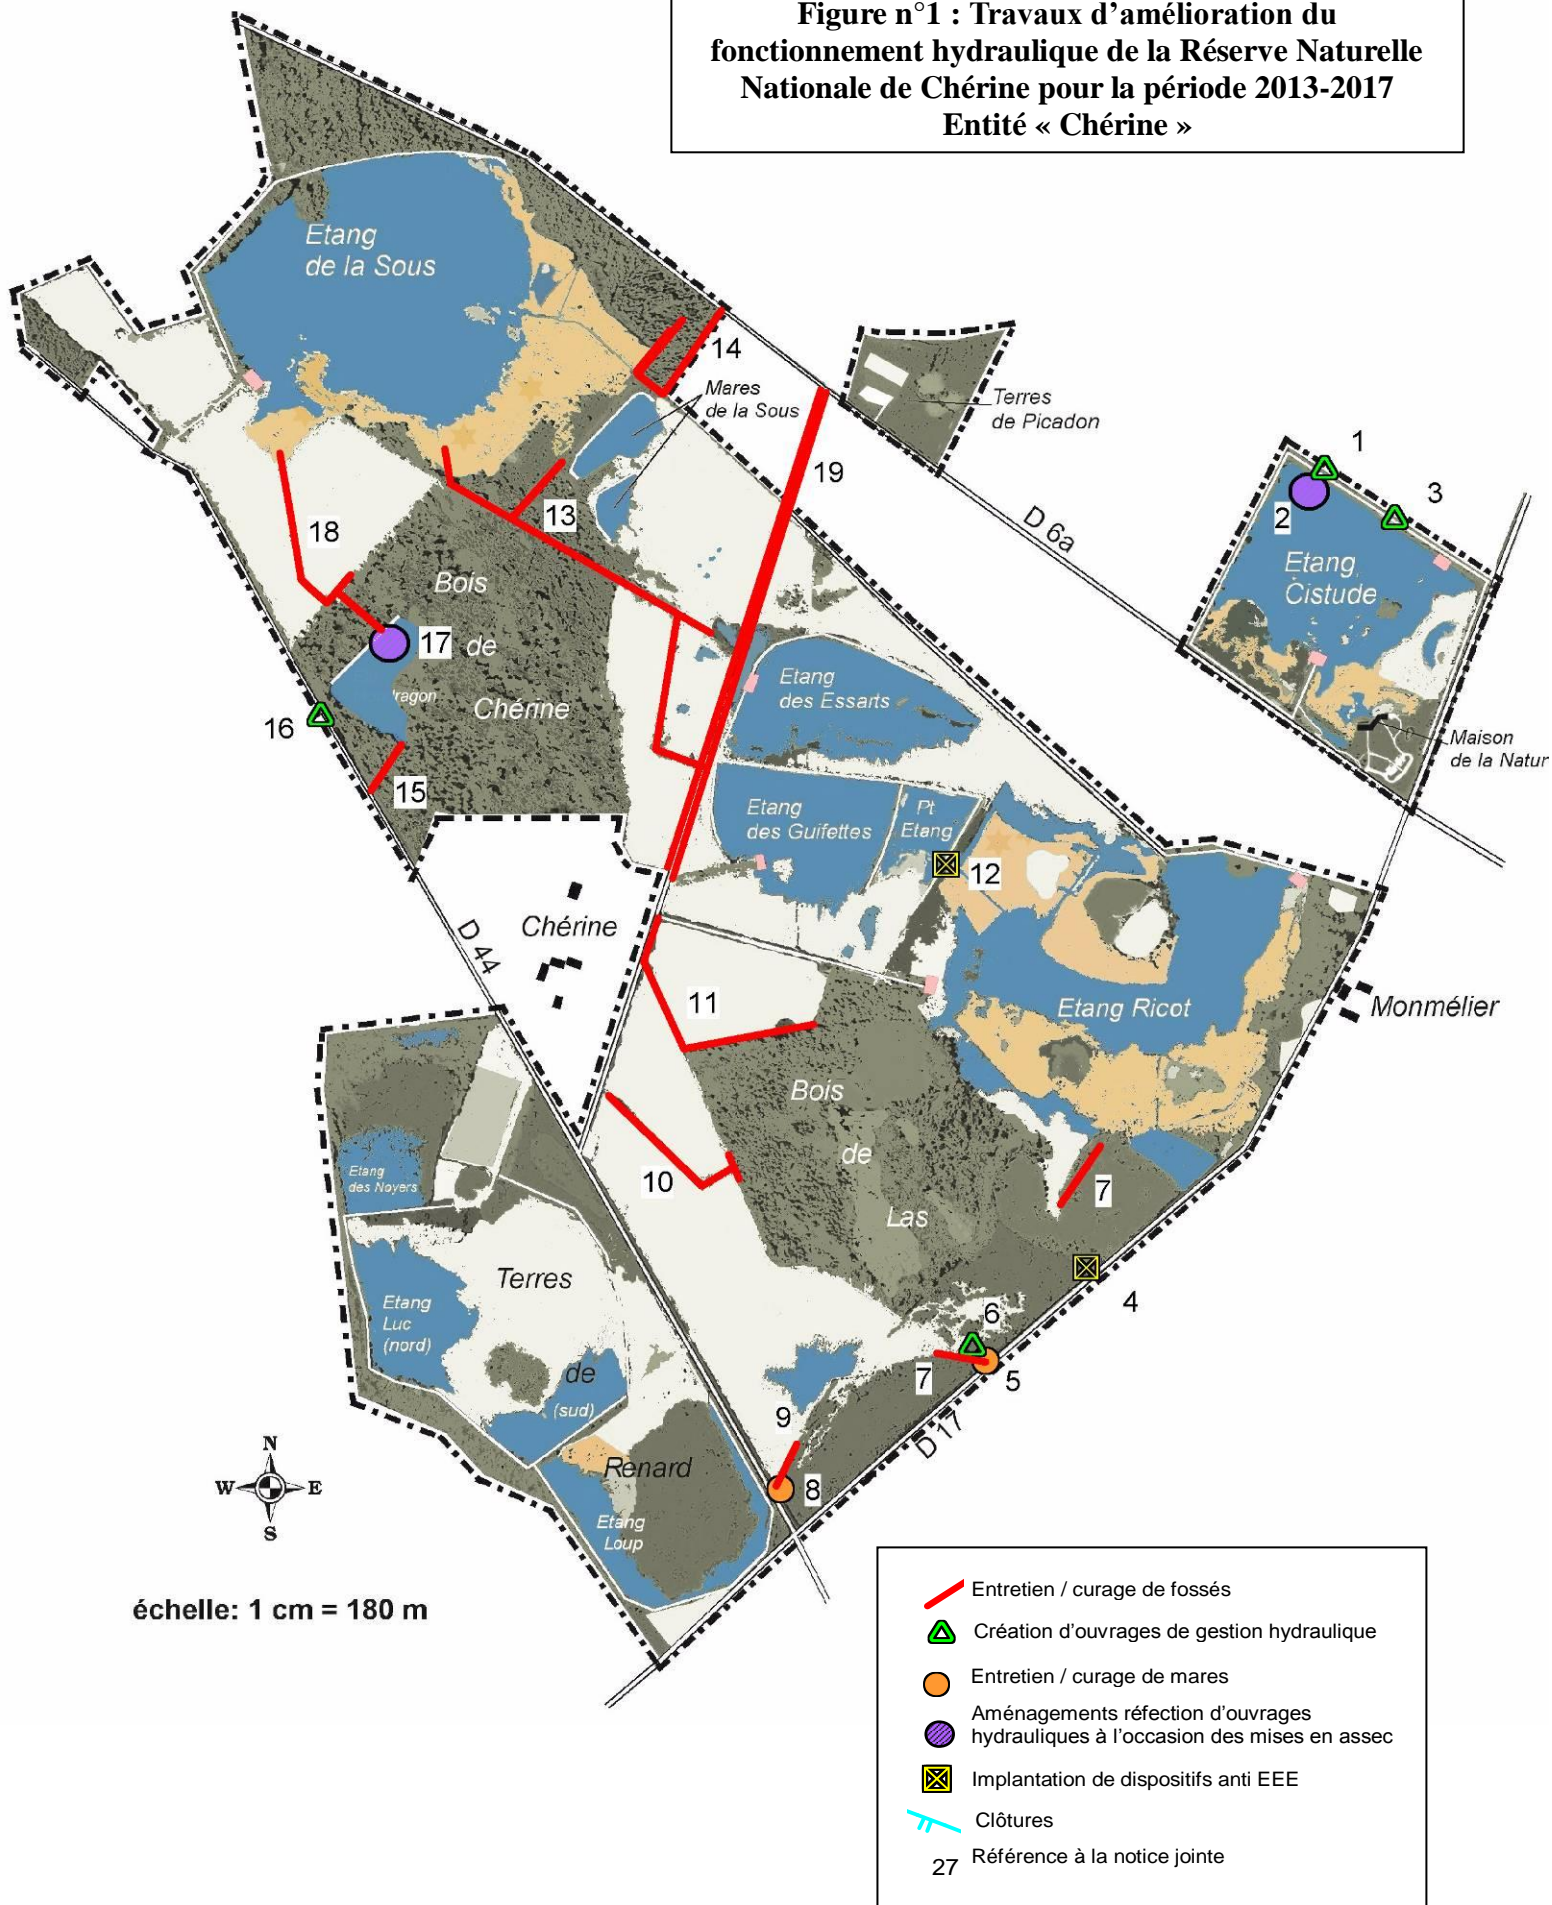 Figure n°1 : Travaux d'amélioration du
fonctionnement hydraulique de la Réserve Naturelle
Nationale de Chérine pour la période 2013-2017
Entité « Chérine »
Etang
de la Sous
14
Mares
de la Sous
Terres
de Picadon
19
1
3
2
D 6a
Etang
Cistude
13
18
Bois
de
Chérine
17
ragon
16
15
Etang
des Essarts
Maison
de la Natur
Etang
des Guifettes
Pt
Etang
12
Chérine
D 44
11
Etang Ricot
Monmélier
Bois
de
Las
10
7
Etang
des Noyers
Terres
de
Renard
Etang
Luc
(nord)
(sud)
4
6
7
5
D 17
9
8
Etang
Loup
N
W
E
S
échelle: 1 cm = 180 m
Entretien / curage de fossés
Création d'ouvrages de gestion hydraulique
Entretien / curage de mares
Aménagements réfection d'ouvrages
hydrauliques à l'occasion des mises en assec
Implantation de dispositifs anti EEE
Clôtures
27 Référence à la notice jointe